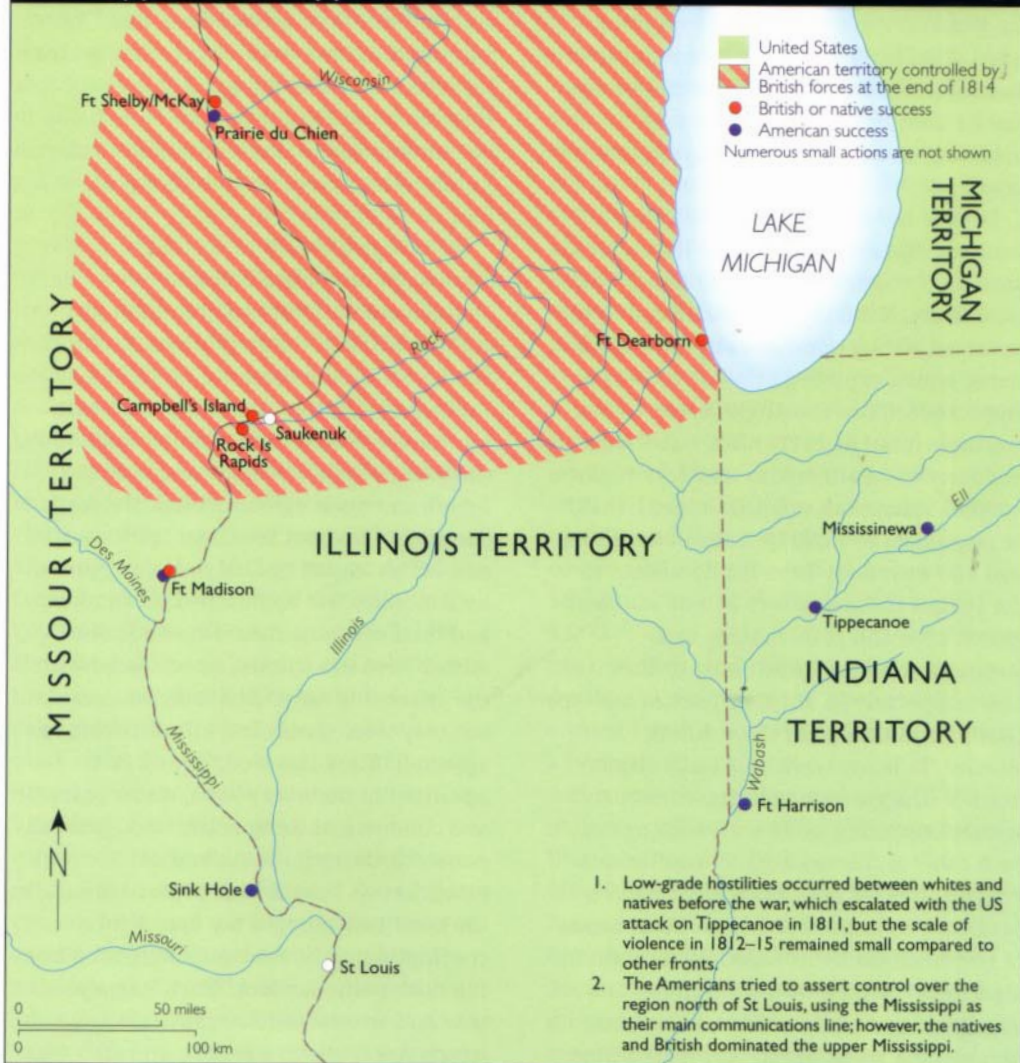 Wisconsin
Ft Shelby/McKay
Prairie du Chien
United States
American territory controlled by
British forces at the end of 1814
British or native success
American success
Numerous small actions are not shown
MICHIGAN
TERRITORY
LAKE
MICHIGAN
MISSOURI TERRITORY
Rock
Ft Dearborn
Campbell's Island
Saukenuk
Rock Is
Rapids
ILLINOIS TERRITORY
Ell
Mississinewa
Des Moines
Ft Madison
Illinois
Tippecanoe
INDIANA
TERRITORY
Mississippi
Wabash
Ft Harrison
N
Sink Hole
Missouri
St Louis
1. Low-grade hostilities occurred between whites and
natives before the war, which escalated with the US
attack on Tippecanoe in 1811, but the scale of
violence in 1812–15 remained small compared to
other fronts.
2. The Americans tried to assert control over the
region north of St Louis, using the Mississippi as
their main communications line; however, the natives
and British dominated the upper Mississippi.
0 50 miles
0 100 km